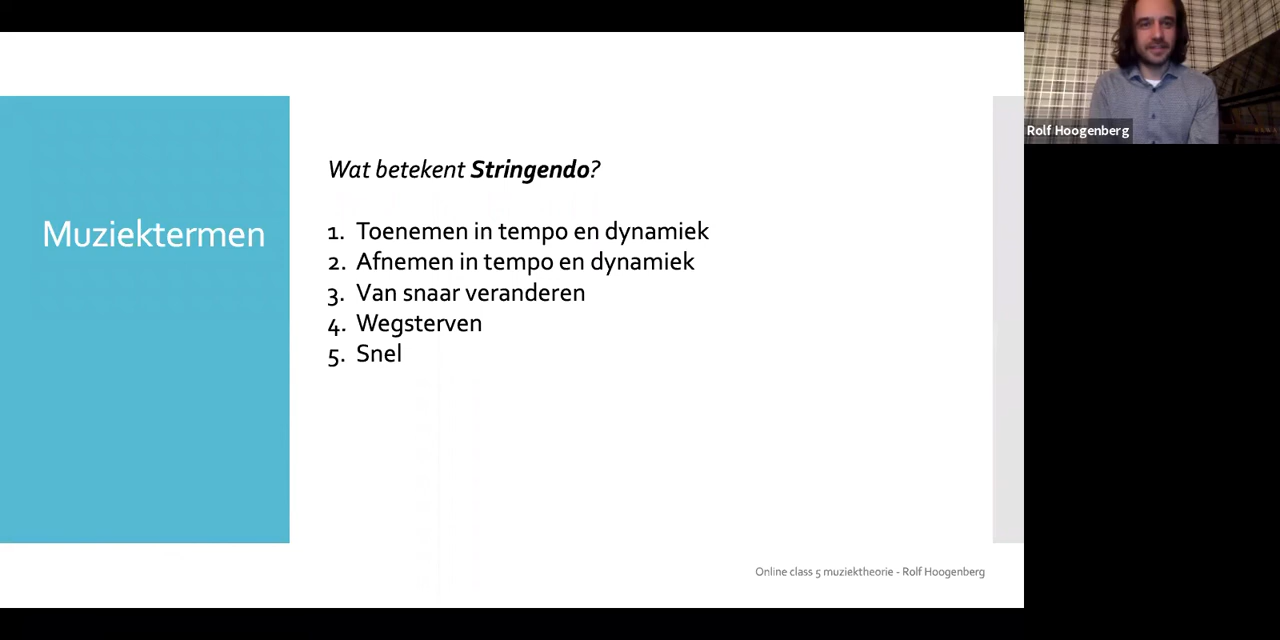 Muziektermen
Wat betekent Stringendo?
1. Toenemen in tempo en dynamiek
2. Afnemen in tempo en dynamiek
3. Van snaar veranderen
4. Wegsterven
5. Snel
Online class 5 muziektheorie - Rolf Hoogenberg
Rolf Hoogenberg